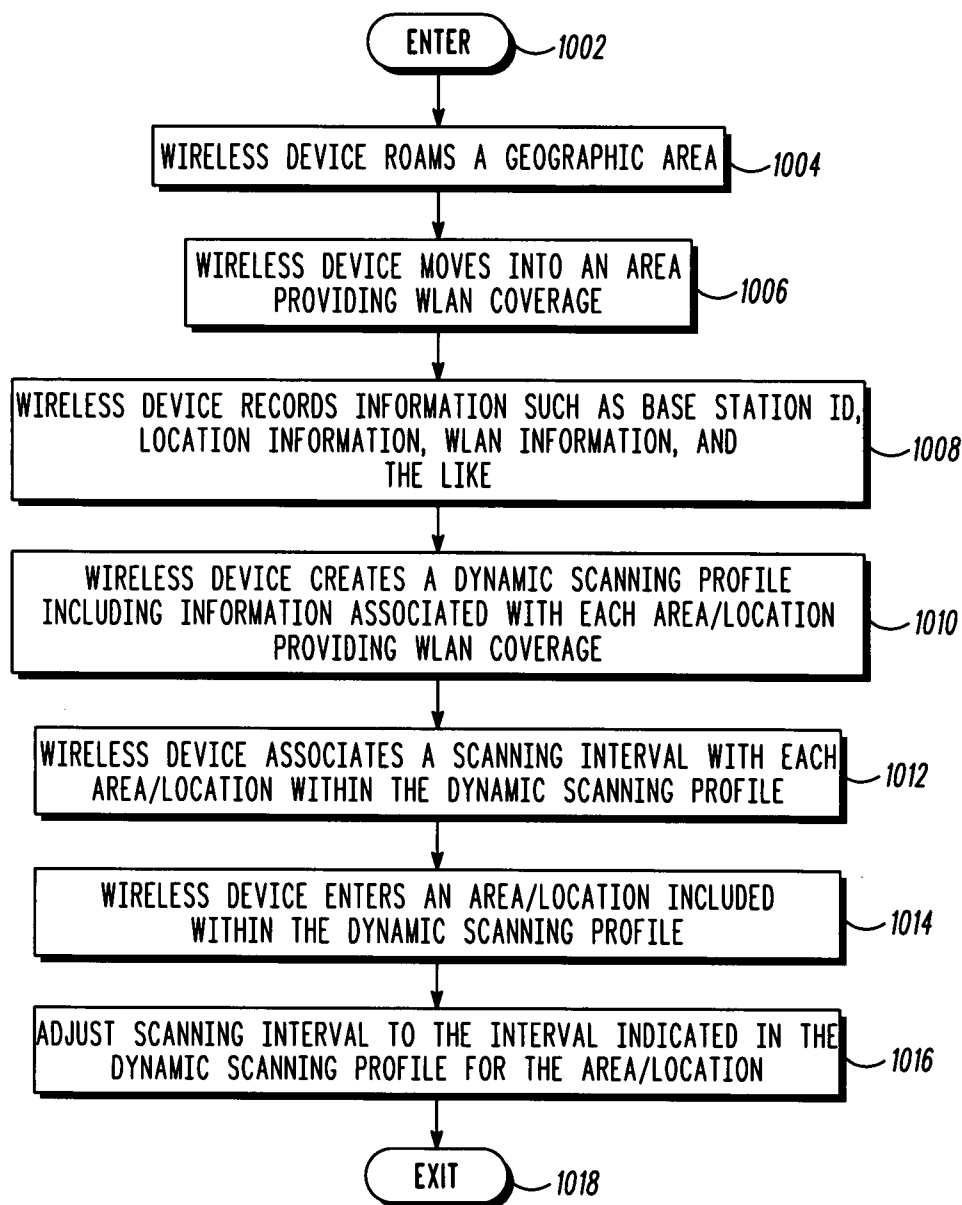 ENTER
1002
WIRELESS DEVICE ROAMS A GEOGRAPHIC AREA
1004
WIRELESS DEVICE MOVES INTO AN AREA
PROVIDING WLAN COVERAGE
1006
WIRELESS DEVICE RECORDS INFORMATION SUCH AS BASE STATION ID,
LOCATION INFORMATION, WLAN INFORMATION, AND
THE LIKE
1008
WIRELESS DEVICE CREATES A DYNAMIC SCANNING PROFILE
INCLUDING INFORMATION ASSOCIATED WITH EACH AREA/LOCATION
PROVIDING WLAN COVERAGE
1010
WIRELESS DEVICE ASSOCIATES A SCANNING INTERVAL WITH EACH
AREA/LOCATION WITHIN THE DYNAMIC SCANNING PROFILE
1012
WIRELESS DEVICE ENTERS AN AREA/LOCATION INCLUDED
WITHIN THE DYNAMIC SCANNING PROFILE
1014
ADJUST SCANNING INTERVAL TO THE INTERVAL INDICATED IN THE
DYNAMIC SCANNING PROFILE FOR THE AREA/LOCATION
1016
EXIT
1018